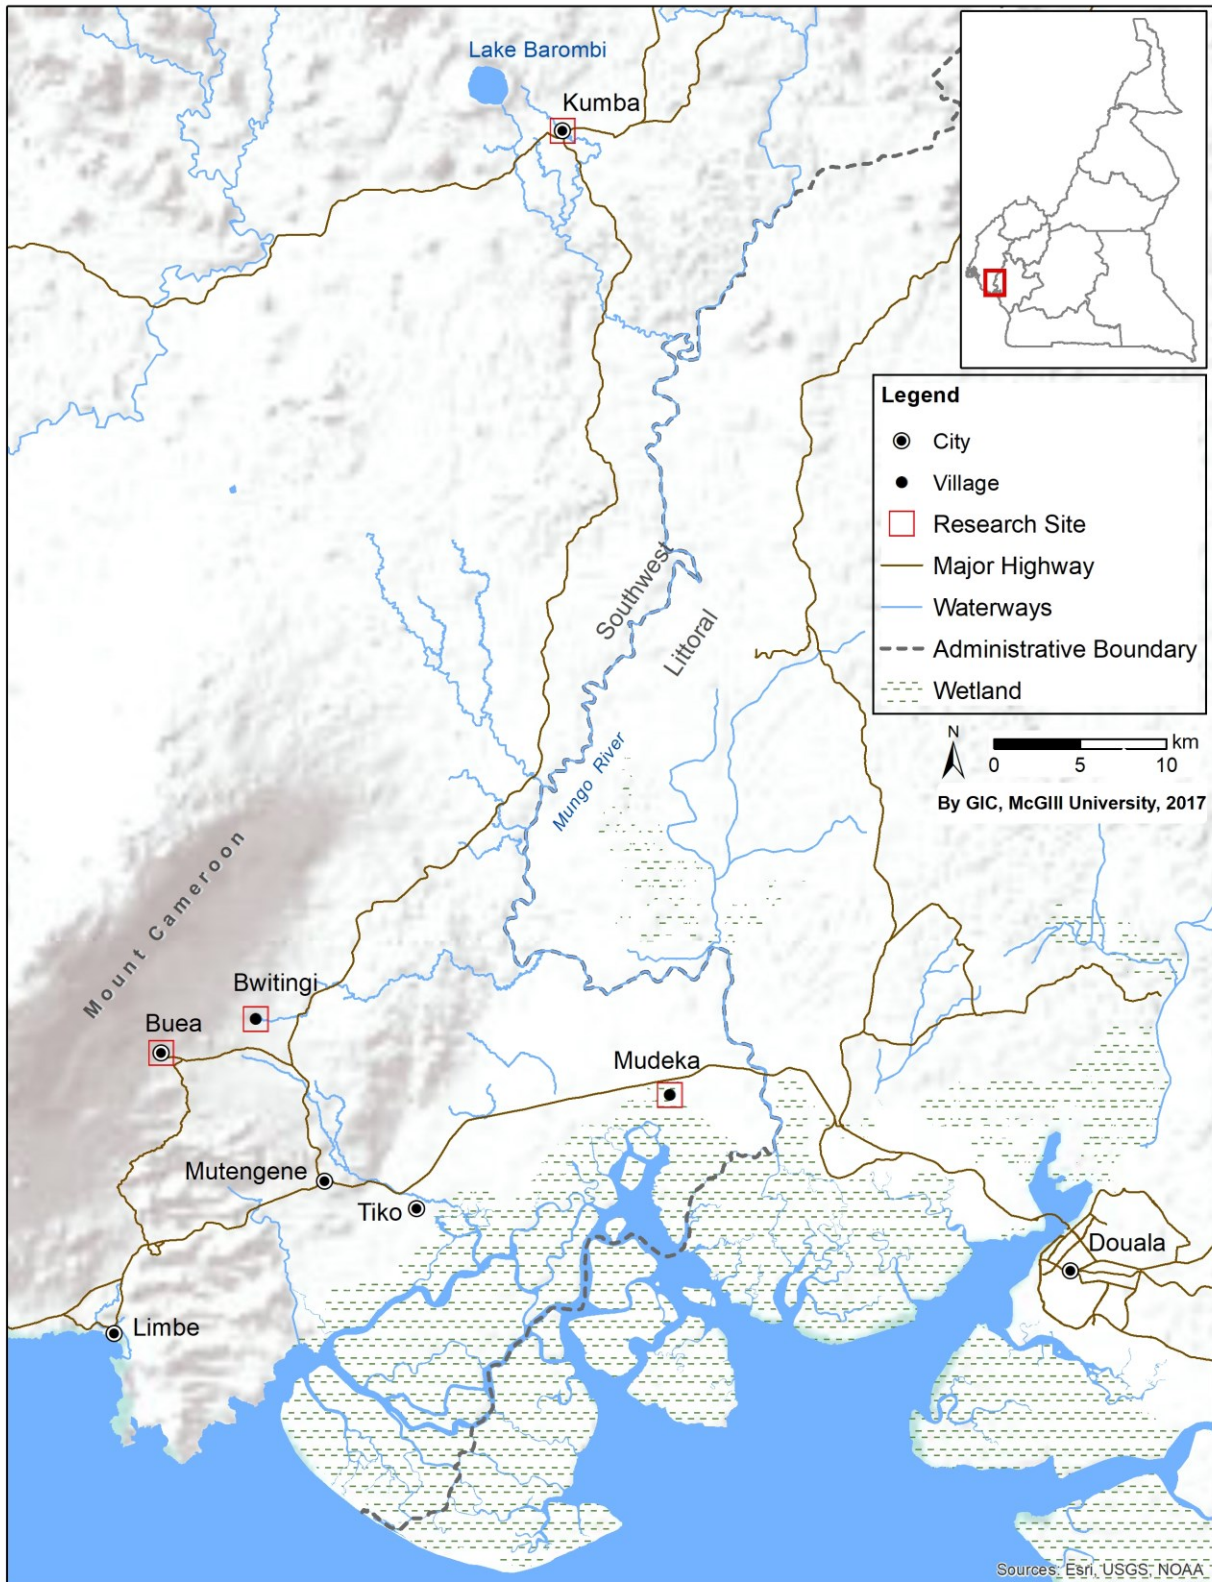 Lake Barombi
Kumba
Legend
City
Village
Research Site
Major Highway
Waterways
Administrative Boundary
Wetland
N
km
0 5 10
By GIC, McGill University, 2017
Southwest
Littoral
Mungo River
Mount Cameroon
Bwitingi
Buea
Mudeka
Mutengene
Tiko
Douala
Limbe
Sources: Esri, USGS, NOAA